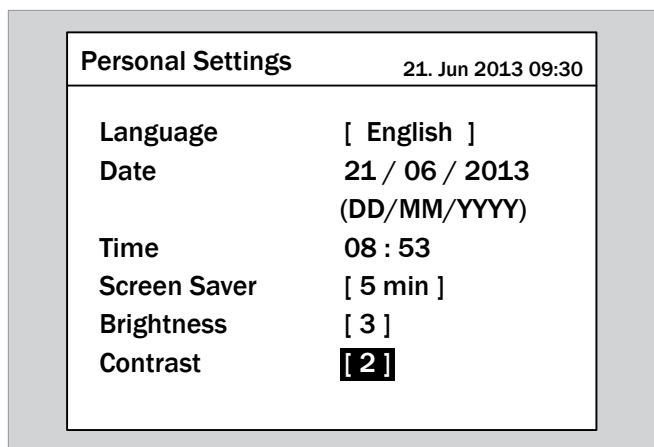 Personal Settings 21. Jun 2013 09:30
Language [ English ]
Date 21 / 06 / 2013
(DD/MM/YYYY)
Time 08 : 53
Screen Saver [ 5 min ]
Brightness [ 3 ]
Contrast [ 2 ]